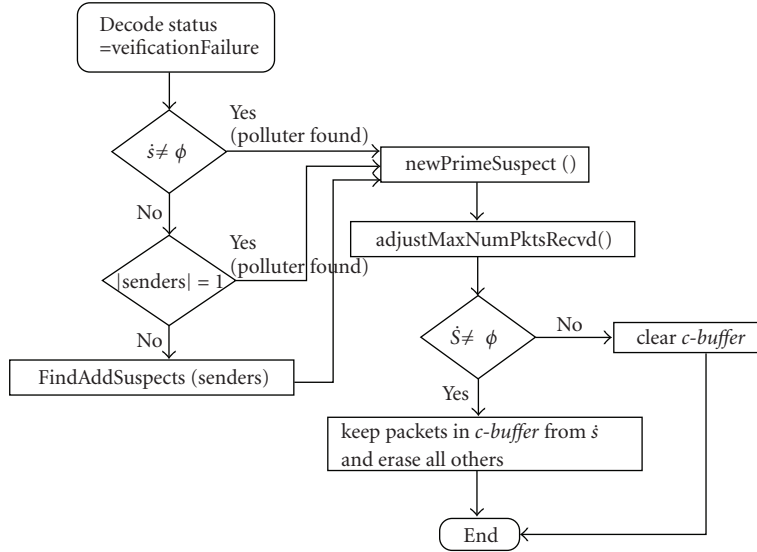 Decode status
=veificationFailure
Yes
(polluter found)
ṡ≠ ϕ
newPrimeSuspect ()
No
Yes
(polluter found)
adjustMaxNumPktsRecvd()
|senders| = 1
No
Ṡ≠ ϕ
No
clear c-buffer
FindAddSuspects (senders)
Yes
keep packets in c-buffer from ṡ
and erase all others
End